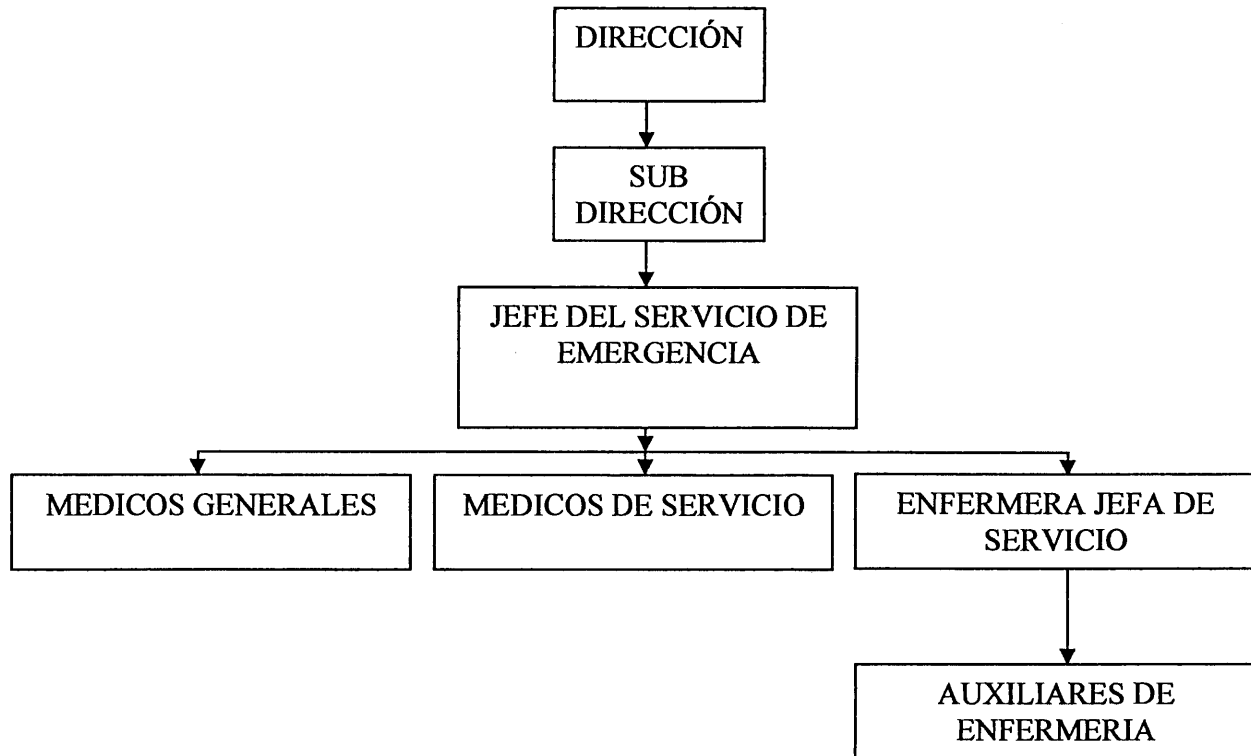 DIRECCIÓN
SUB
DIRECCIÓN
JEFE DEL SERVICIO DE
EMERGENCIA
MEDICOS GENERALES
MEDICOS DE SERVICIO
ENFERMERA JEFA DE
SERVICIO
AUXILIARES DE
ENFERMERIA